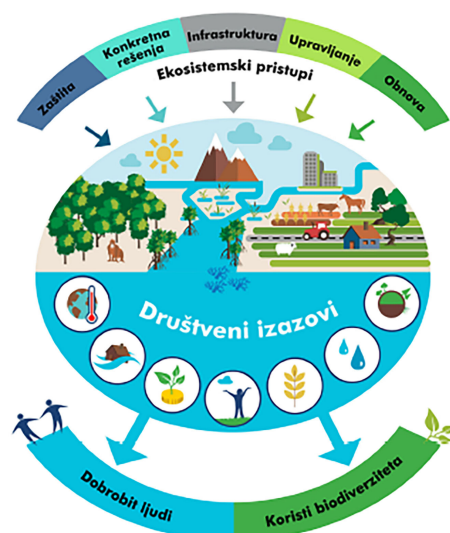 Zaštita
Konkretna
rešenja
Infrastruktura
Upravljanje
Obnova
Ekosistemski pristupi
Društveni izazovi
Dobrobit ljudi
Koristi biodiverziteta